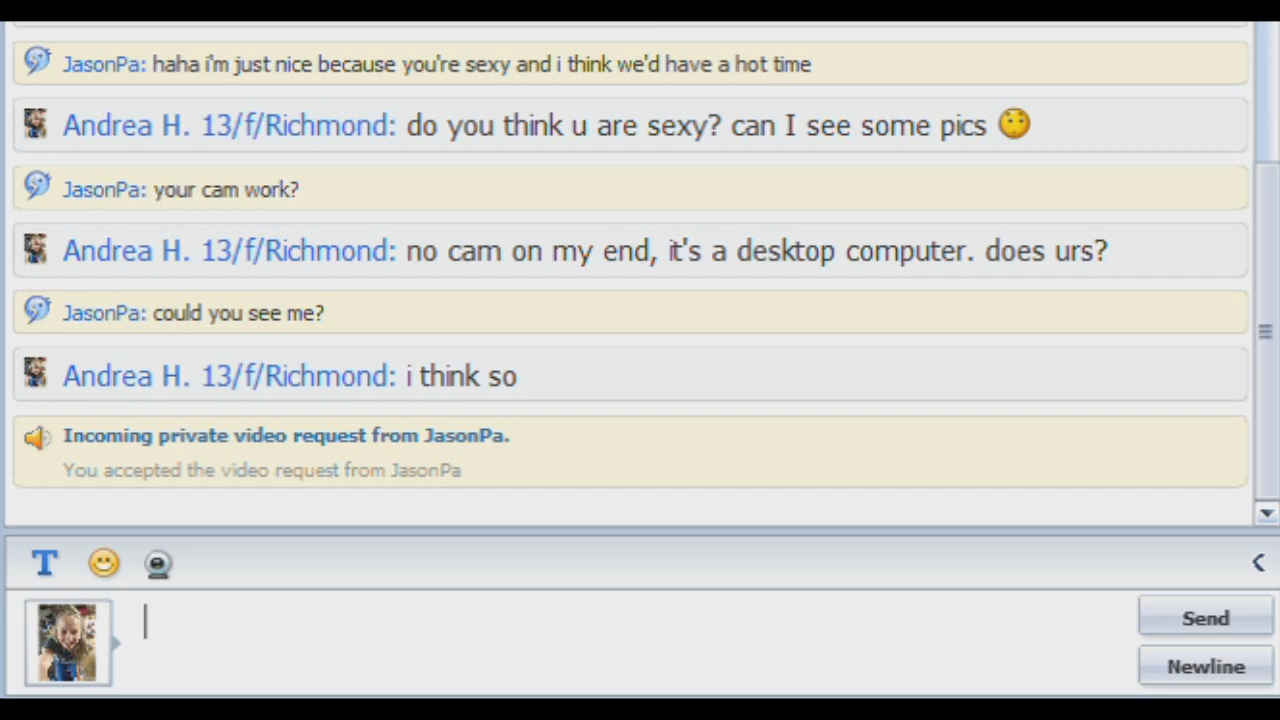 JasonPa: haha i'm just nice because you're sexy and i think we'd have a hot time
Andrea H. 13/f/Richmond: do you think u are sexy? can I see some pics
JasonPa: your cam work?
Andrea H. 13/f/Richmond: no cam on my end, it's a desktop computer. does urs?
JasonPa: could you see me?
Andrea H. 13/f/Richmond: i think so
Incoming private video request from JasonPa.
You accepted the video request from JasonPa
T
Send
Newline